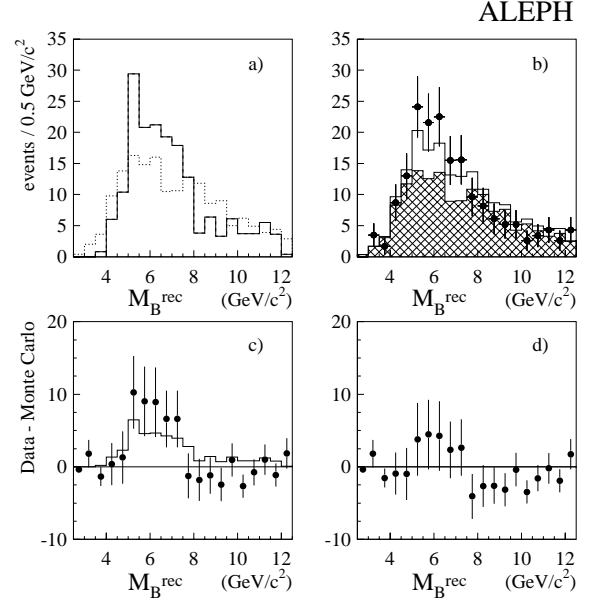 ALEPH
events / 0.5 GeV/c²
35
30
25
20
15
10
5
0
a)
4 6 8 10 12
M_B^rec (GeV/c²)
35
30
25
20
15
10
5
0
b)
4 6 8 10 12
M_B^rec (GeV/c²)
Data - Monte Carlo
20
10
0
-10
c)
4 6 8 10 12
M_B^rec (GeV/c²)
20
10
0
-10
d)
4 6 8 10 12
M_B^rec (GeV/c²)